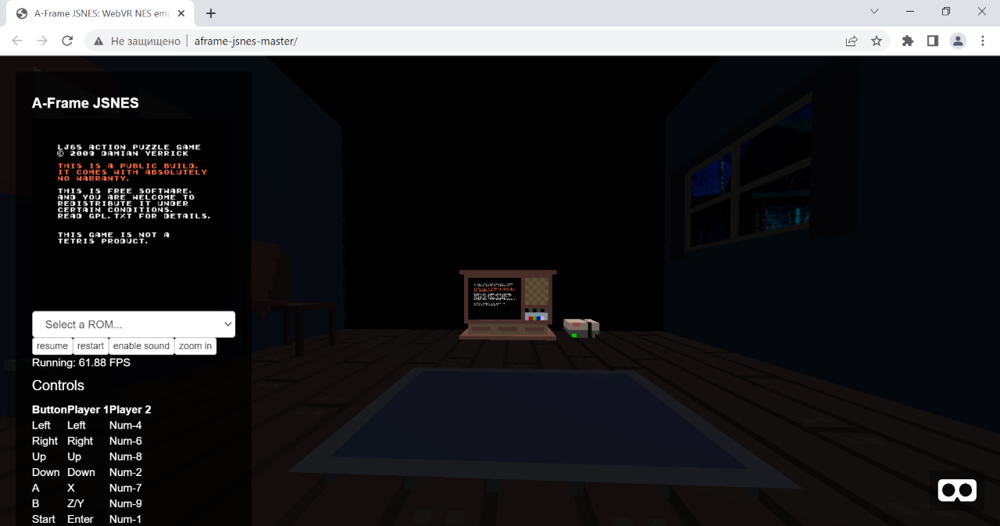 A-Frame JSNES: WebVR NES emu
Не защищено
aframe-jsnes-master/
A-Frame JSNES
LJ65 ACTION PUZZLE GAME
© 2009 DAMIAN YERRICK
THIS IS A PUBLIC BUILD.
IT COMES WITH ABSOLUTELY
NO WARRANTY.
THIS IS FREE SOFTWARE,
AND YOU ARE WELCOME TO
REDISTRIBUTE IT UNDER
CERTAIN CONDITIONS.
READ GPL.TXT FOR DETAILS.
THIS GAME IS NOT A
TETRIS PRODUCT.
Select a ROM...
resume restart enable sound zoom in
Running: 61.88 FPS
Controls
Button Player 1 Player 2
Left Left Num-4
Right Right Num-6
Up Up Num-8
Down Down Num-2
A X Num-7
B Z/Y Num-9
Start Enter Num-1